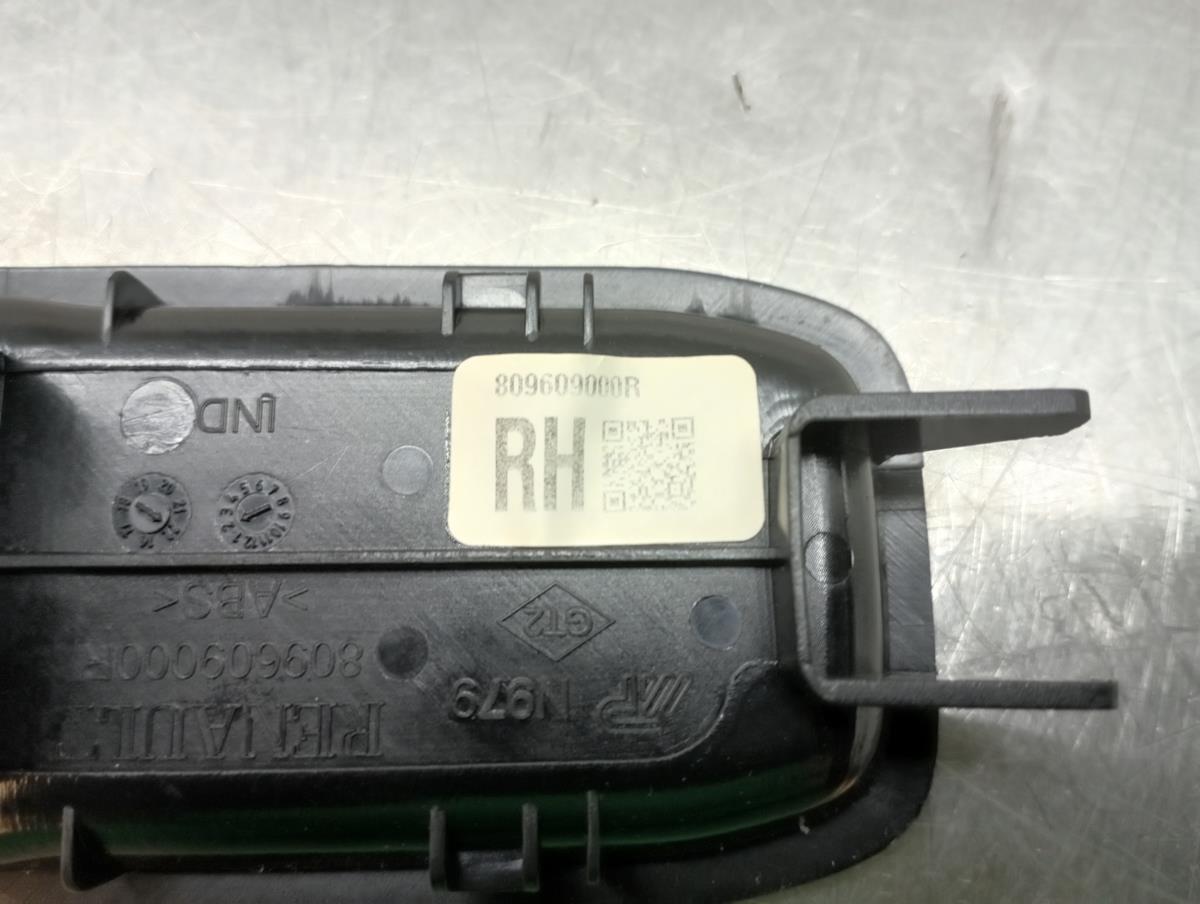 809609000R
RH
IND
>ABS<
GT2
809609000R
N979
RENAULT